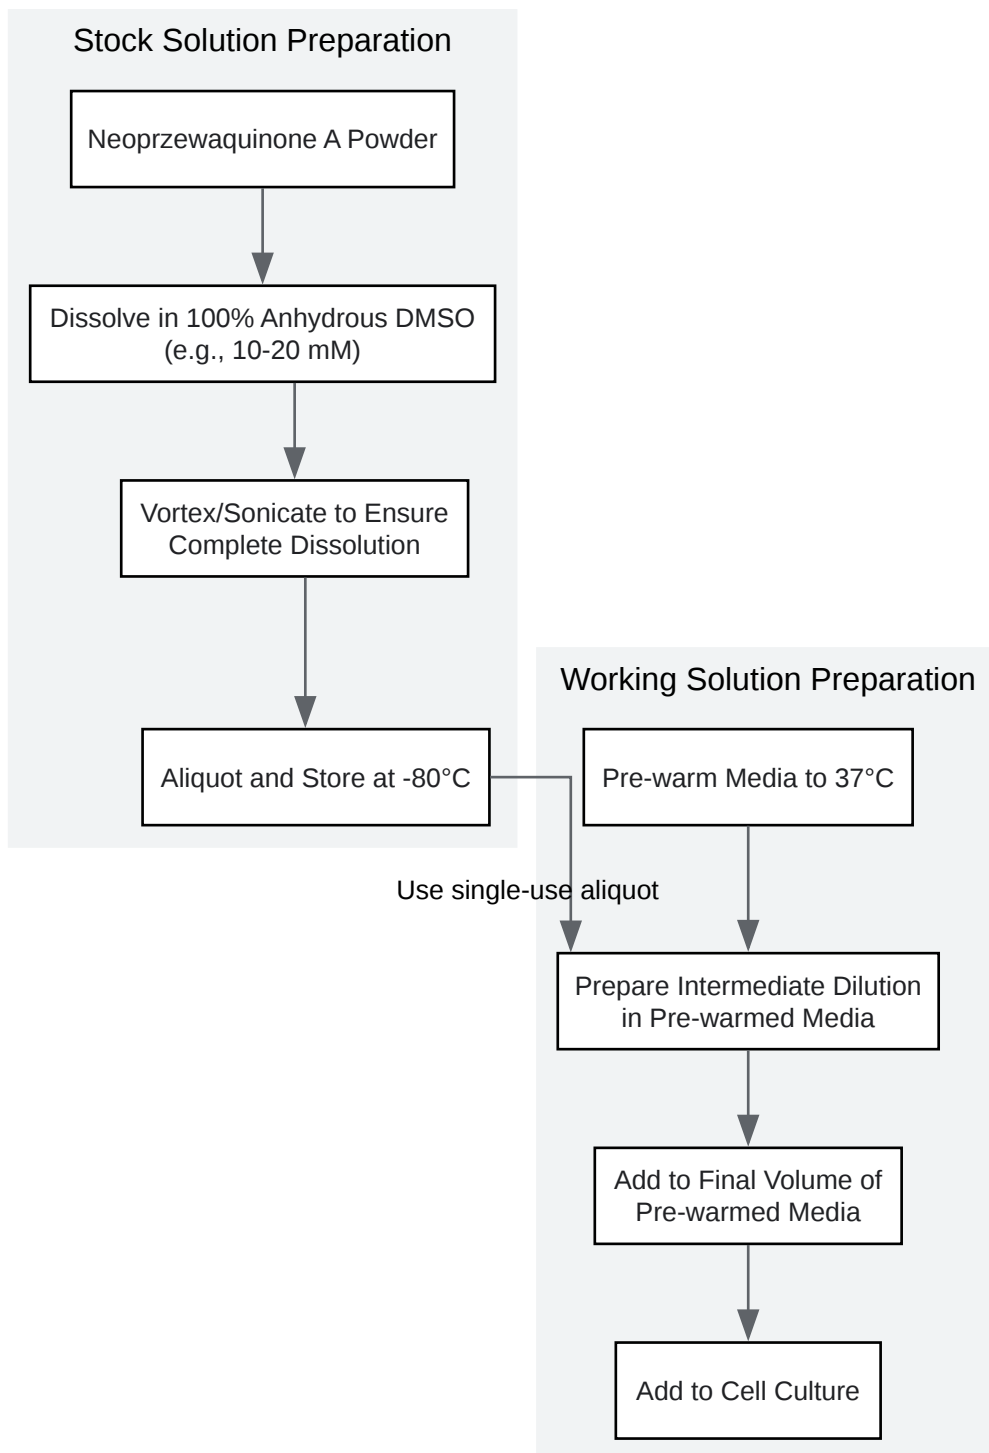 Stock Solution Preparation
Neoprzewaquinone A Powder
Dissolve in 100% Anhydrous DMSO
(e.g., 10-20 mM)
Vortex/Sonicate to Ensure
Complete Dissolution
Aliquot and Store at -80°C
Use single-use aliquot
Working Solution Preparation
Pre-warm Media to 37°C
Prepare Intermediate Dilution
in Pre-warmed Media
Add to Final Volume of
Pre-warmed Media
Add to Cell Culture